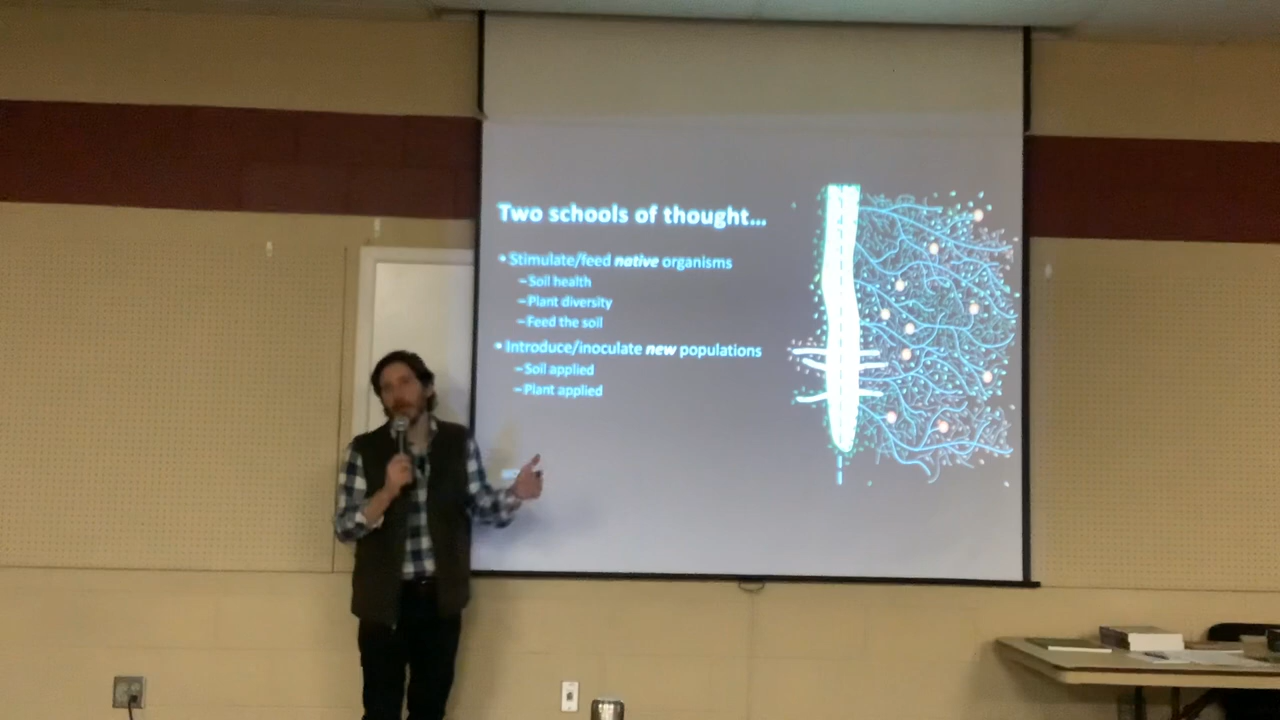 Two schools of thought...
• Stimulate/feed native organisms
–Soil health
–Plant diversity
–Feed the soil
• Introduce/inoculate new populations
–Soil applied
–Plant applied